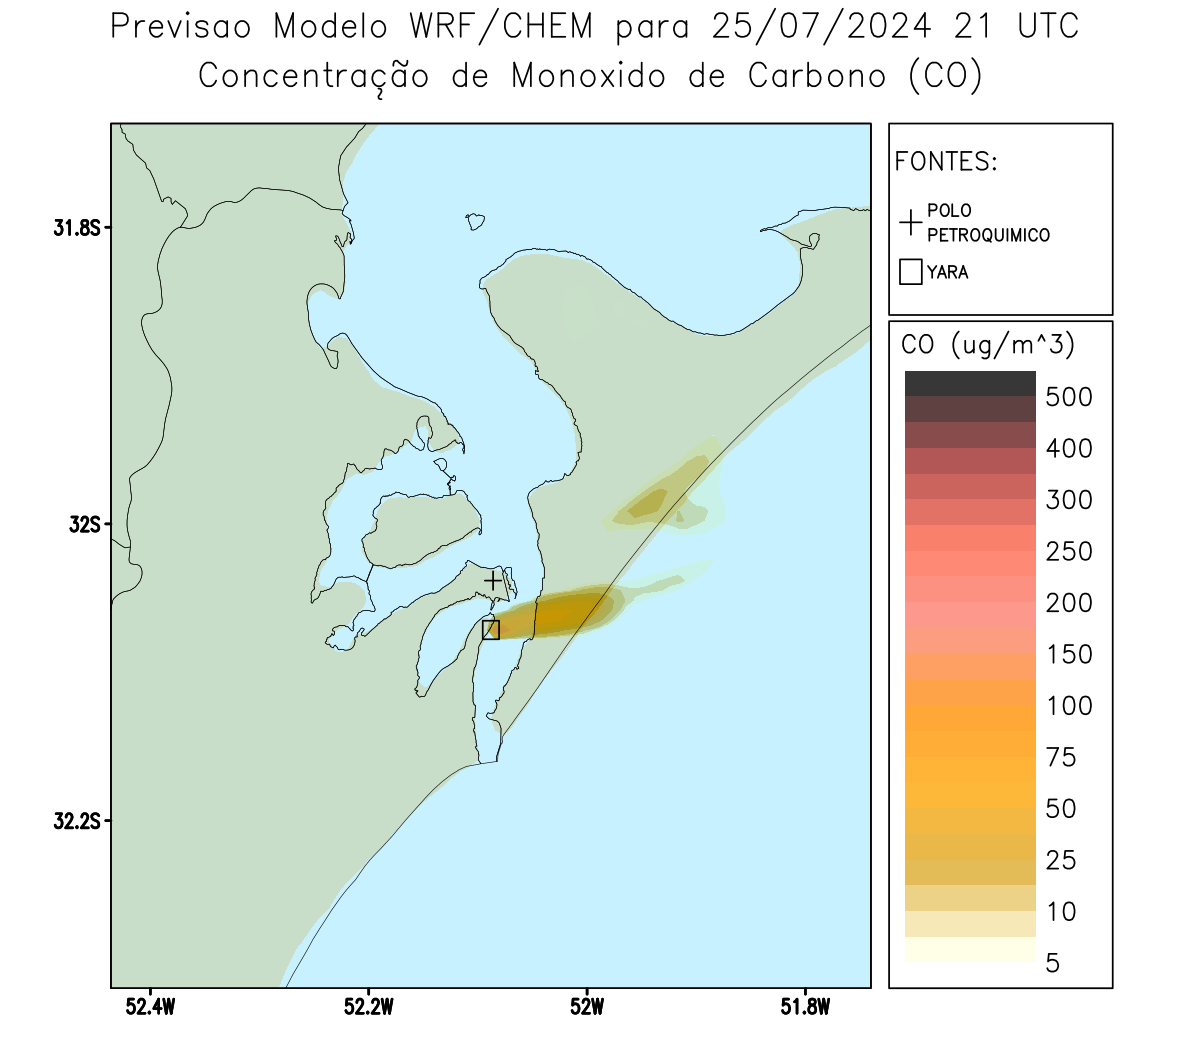 Previsao Modelo WRF/CHEM para 25/07/2024 21 UTC
Concentração de Monoxido de Carbono (CO)
FONTES:
POLO
PETROQUIMICO
YARA
CO (ug/m^3)
500
400
300
250
200
150
100
75
50
25
10
5
31.8S
32S
32.2S
52.4W
52.2W
52W
51.8W